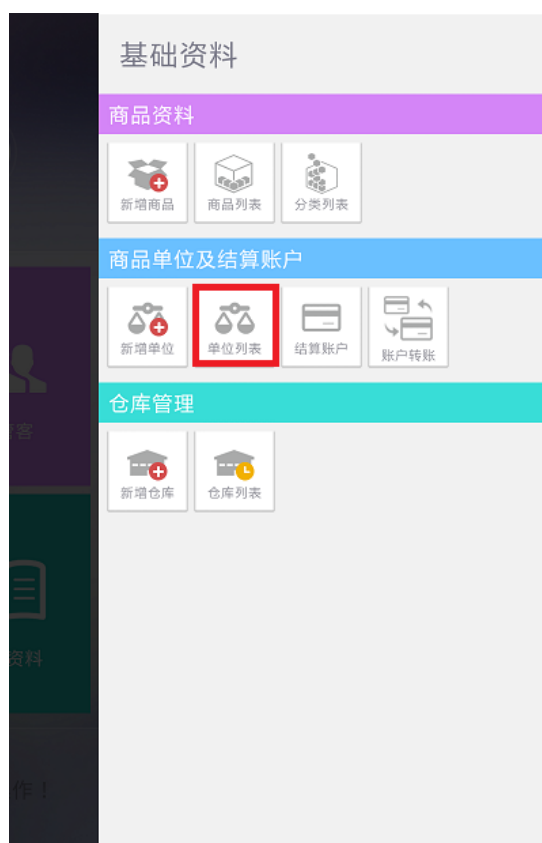 基础资料
商品资料
新增商品
商品列表
分类列表
商品单位及结算账户
新增单位
单位列表
结算账户
账户转账
仓库管理
新增仓库
仓库列表
客
资料
作！